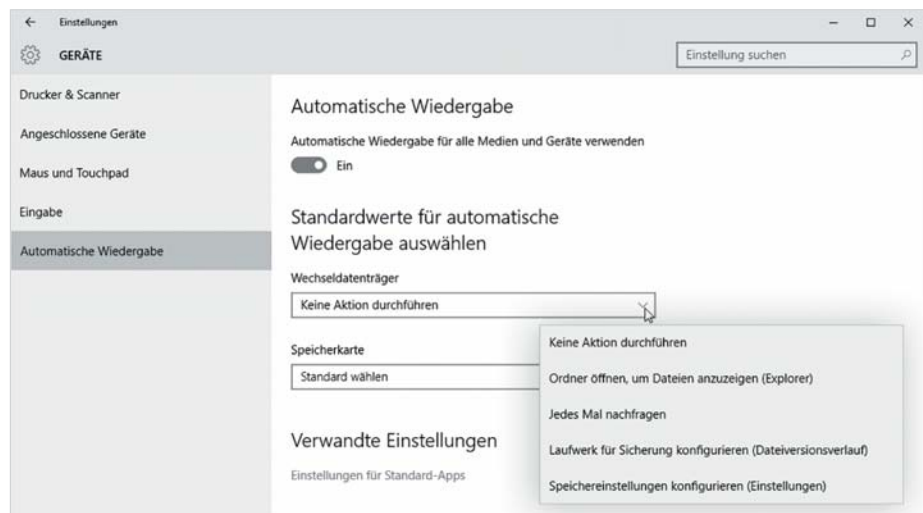 Einstellungen
GERÄTE
Einstellung suchen
Drucker & Scanner
Angeschlossene Geräte
Maus und Touchpad
Eingabe
Automatische Wiedergabe
Automatische Wiedergabe
Automatische Wiedergabe für alle Medien und Geräte verwenden
Ein
Standardwerte für automatische
Wiedergabe auswählen
Wechseldatenträger
Keine Aktion durchführen
Speicherkarte
Standard wählen
Keine Aktion durchführen
Ordner öffnen, um Dateien anzuzeigen (Explorer)
Jedes Mal nachfragen
Laufwerk für Sicherung konfigurieren (Dateiversionsverlauf)
Speichereinstellungen konfigurieren (Einstellungen)
Verwandte Einstellungen
Einstellungen für Standard-Apps